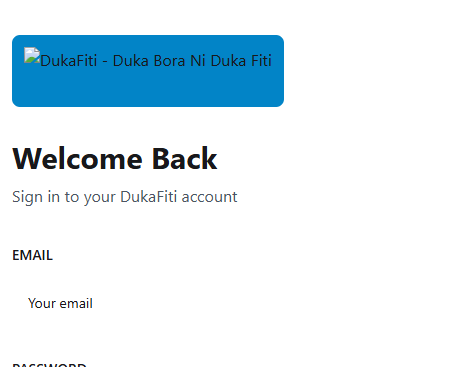 DukaFiti - Duka Bora Ni Duka Fiti
Welcome Back
Sign in to your DukaFiti account
EMAIL
Your email
PASSWORD